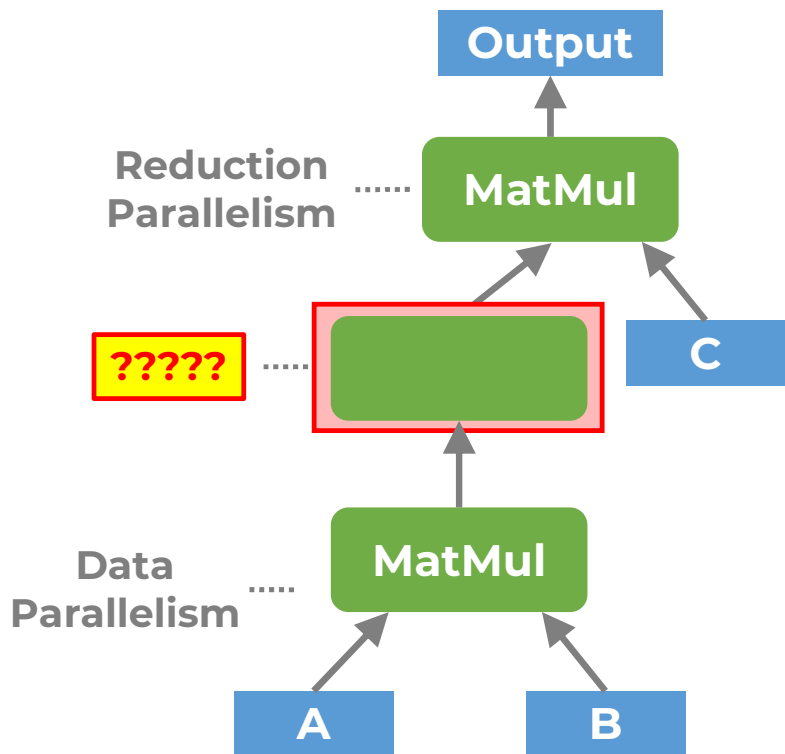 Output
Reduction
Parallelism
MatMul
C
?????
Data
Parallelism
MatMul
A
B